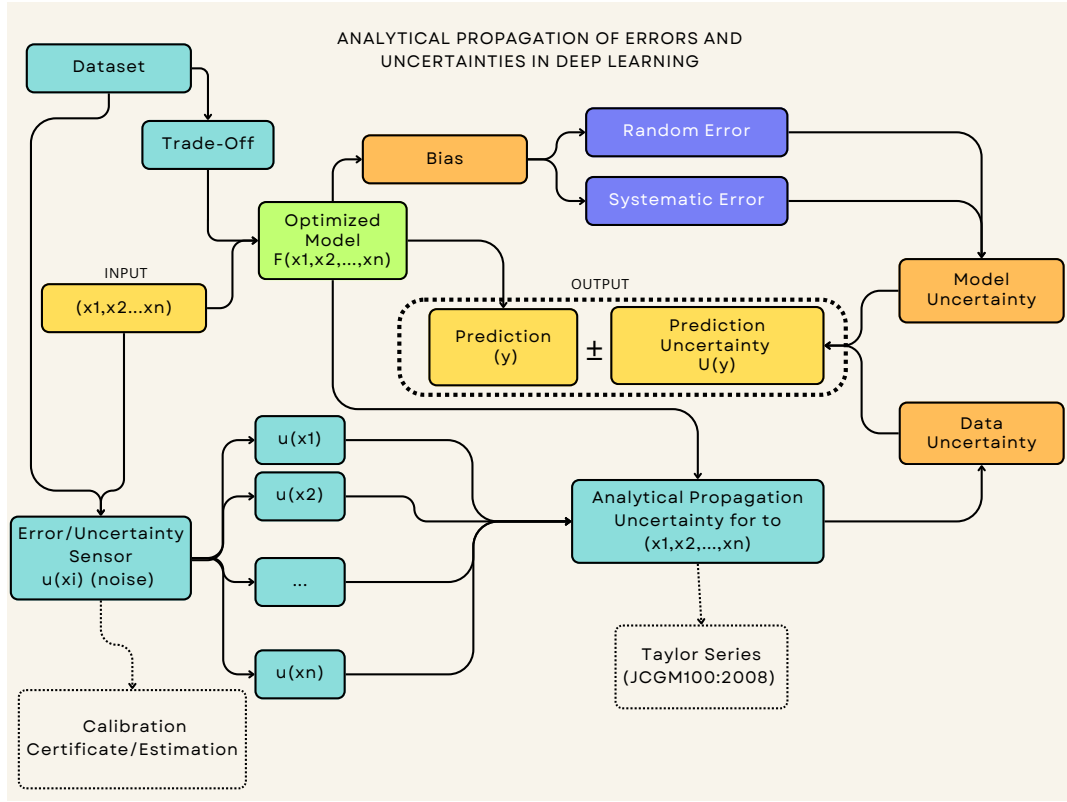 ANALYTICAL PROPAGATION OF ERRORS AND
UNCERTAINTIES IN DEEP LEARNING
Dataset
Trade-Off
Bias
Random Error
Systematic Error
Optimized
Model
F(x1,x2,...,xn)
INPUT
(x1,x2...xn)
OUTPUT
Prediction
(y)
±
Prediction
Uncertainty
U(y)
Model
Uncertainty
Data
Uncertainty
u(x1)
u(x2)
...
u(xn)
Error/Uncertainty
Sensor
u(xi) (noise)
Analytical Propagation
Uncertainty for to
(x1,x2,...,xn)
Taylor Series
(JCGM100:2008)
Calibration
Certificate/Estimation